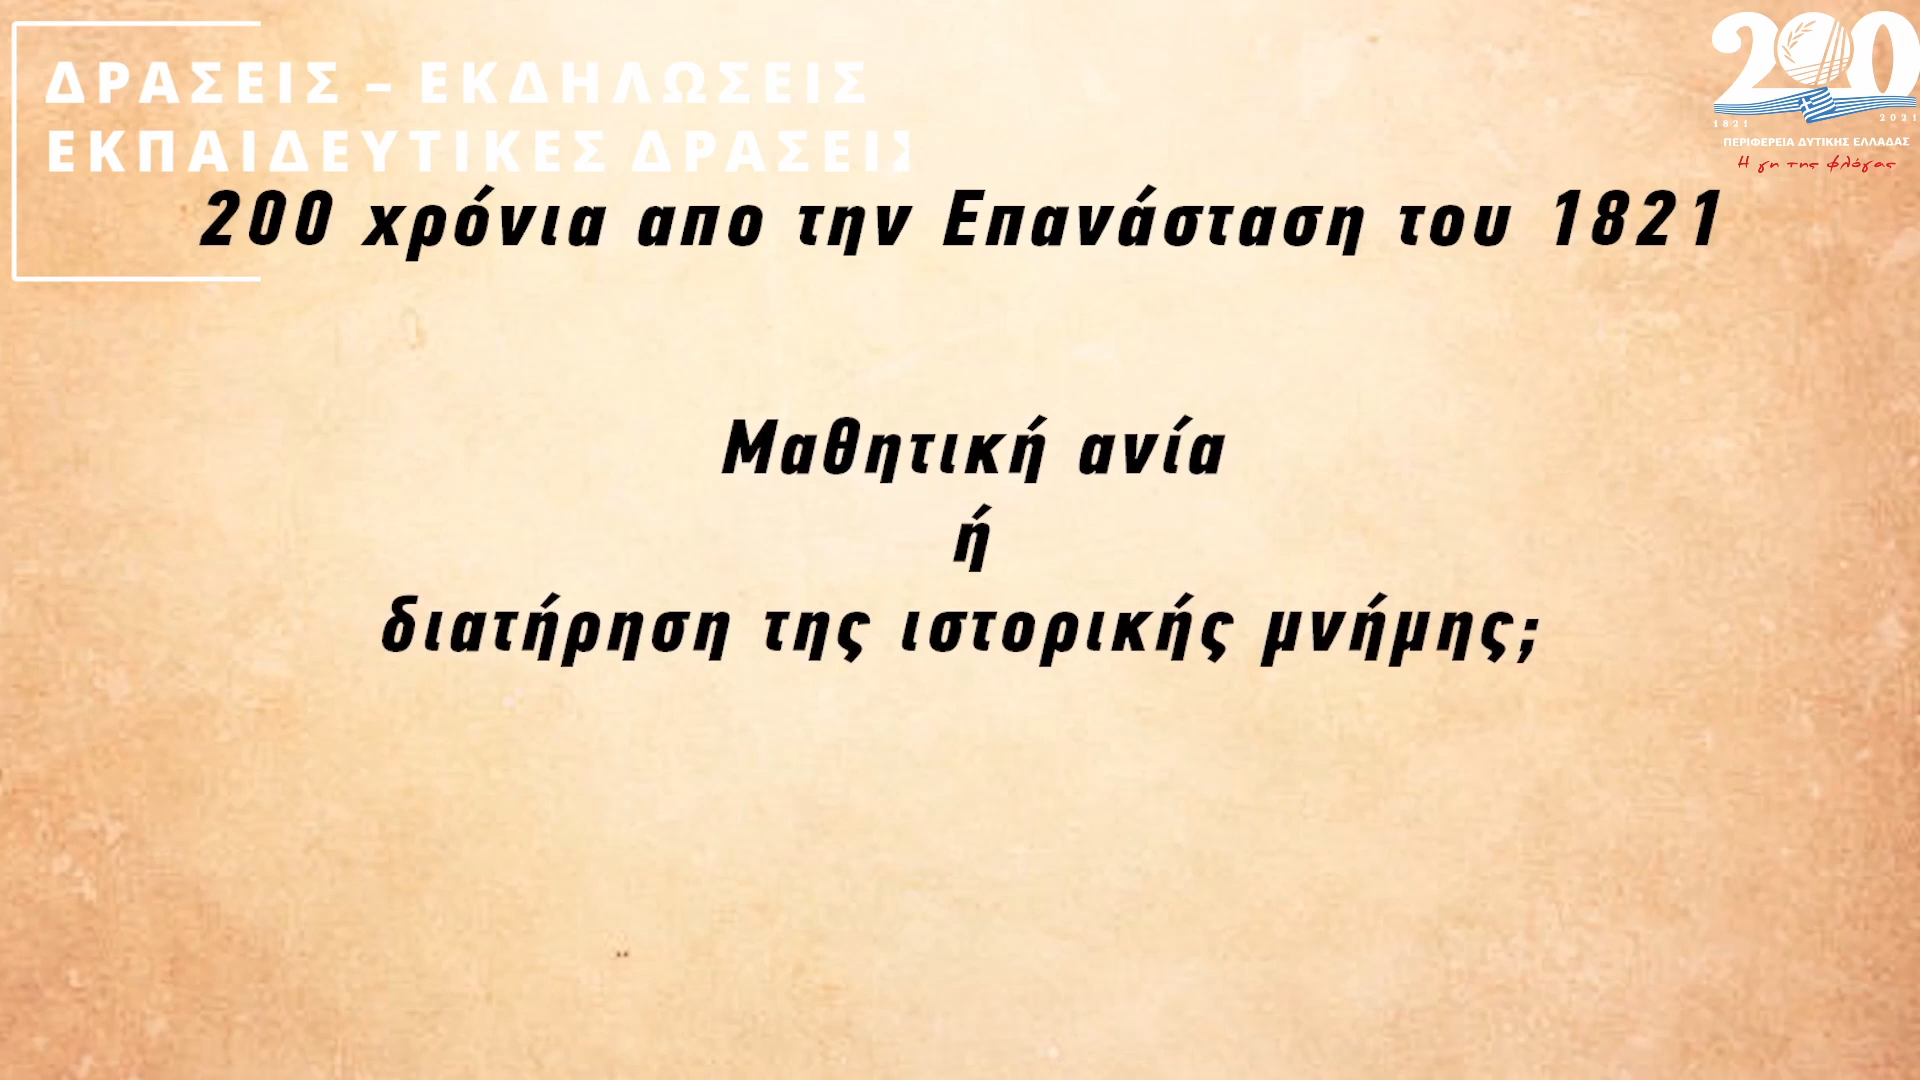 ΔΡΑΣΕΙΣ – ΕΚΔΗΛΩΣΕΙΣ
ΕΚΠΑΙΔΕΥΤΙΚΕΣ ΔΡΑΣΕΙΣ
200
1821 2021
ΠΕΡΙΦΕΡΕΙΑ ΔΥΤΙΚΗΣ ΕΛΛΑΔΑΣ
Η γη της φλόγας
200 χρόνια απο την Επανάσταση του 1821
Μαθητική ανία
ή
διατήρηση της ιστορικής μνήμης;